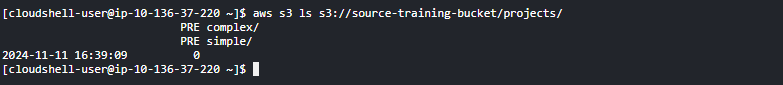 [cloudshell-user@ip-10-136-37-220 ~]$ aws s3 ls s3://source-training-bucket/projects/
                           PRE complex/
                           PRE simple/
2024-11-11 16:39:09          0
[cloudshell-user@ip-10-136-37-220 ~]$